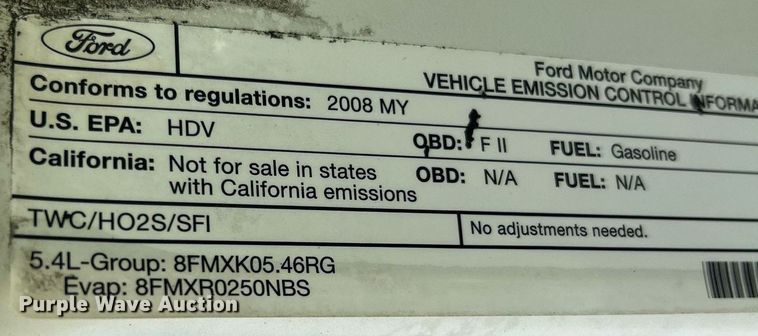 Ford
Ford Motor Company
VEHICLE EMISSION CONTROL INFORMA
Conforms to regulations: 2008 MY
U.S. EPA: HDV OBD: F II FUEL: Gasoline
California: Not for sale in states with California emissions OBD: N/A FUEL: N/A
TWC/HO2S/SFI No adjustments needed.
5.4L-Group: 8FMXK05.46RG
Evap: 8FMXR0250NBS
Purple Wave Auction